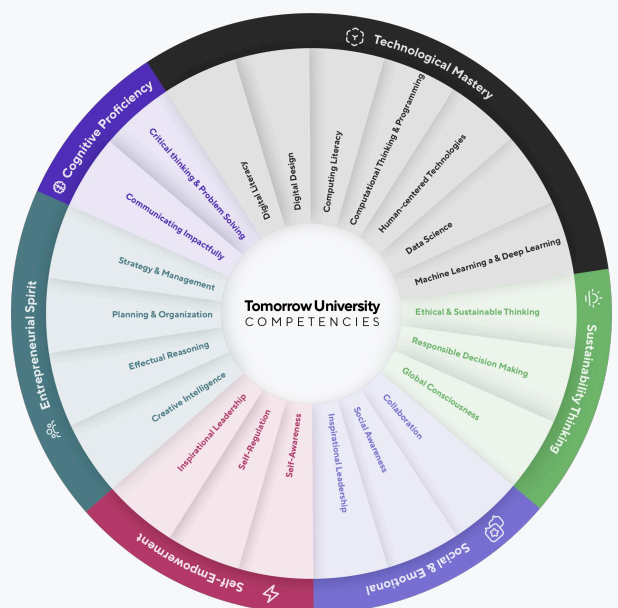 Tomorrow University
COMPETENCIES
Technological Mastery
Digital Literacy
Digital Design
Computing Literacy
Computational Thinking & Programming
Human-centered Technologies
Data Science
Machine Learning a & Deep Learning
Sustainability Thinking
Ethical & Sustainable Thinking
Responsible Decision Making
Global Consciousness
Social & Emotional
Collaboration
Social Awareness
Inspirational Leadership
Self-Empowerment
Self-Awareness
Self-Regulation
Inspirational Leadership
Entrepreneurial Spirit
Creative Intelligence
Effectual Reasoning
Planning & Organization
Strategy & Management
Cognitive Proficiency
Communicating Impactfully
Critical thinking & Problem Solving